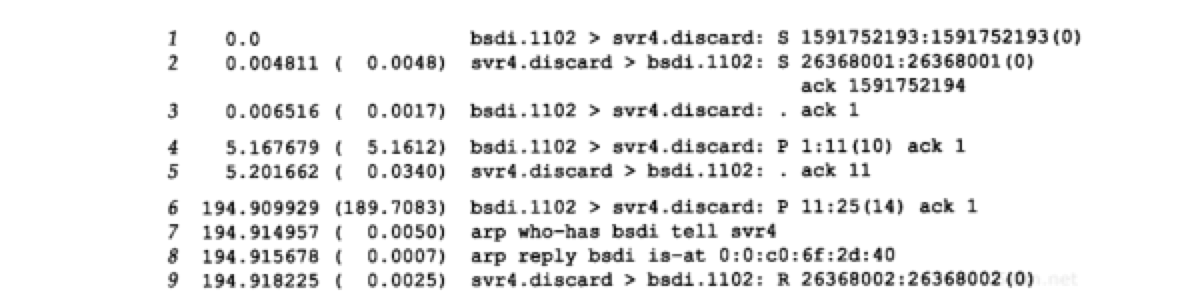 1 0.0 bsdi.1102 > svr4.discard: S 1591752193:1591752193(0)
2 0.004811 ( 0.0048) svr4.discard > bsdi.1102: S 26368001:26368001(0)
ack 1591752194
3 0.006516 ( 0.0017) bsdi.1102 > svr4.discard: . ack 1
4 5.167679 ( 5.1612) bsdi.1102 > svr4.discard: P 1:11(10) ack 1
5 5.201662 ( 0.0340) svr4.discard > bsdi.1102: . ack 11
6 194.909929 (189.7083) bsdi.1102 > svr4.discard: P 11:25(14) ack 1
7 194.914957 ( 0.0050) arp who-has bsdi tell svr4
8 194.915678 ( 0.0007) arp reply bsdi is-at 0:0:c0:6f:2d:40
9 194.918225 ( 0.0025) svr4.discard > bsdi.1102: R 26368002:26368002(0)